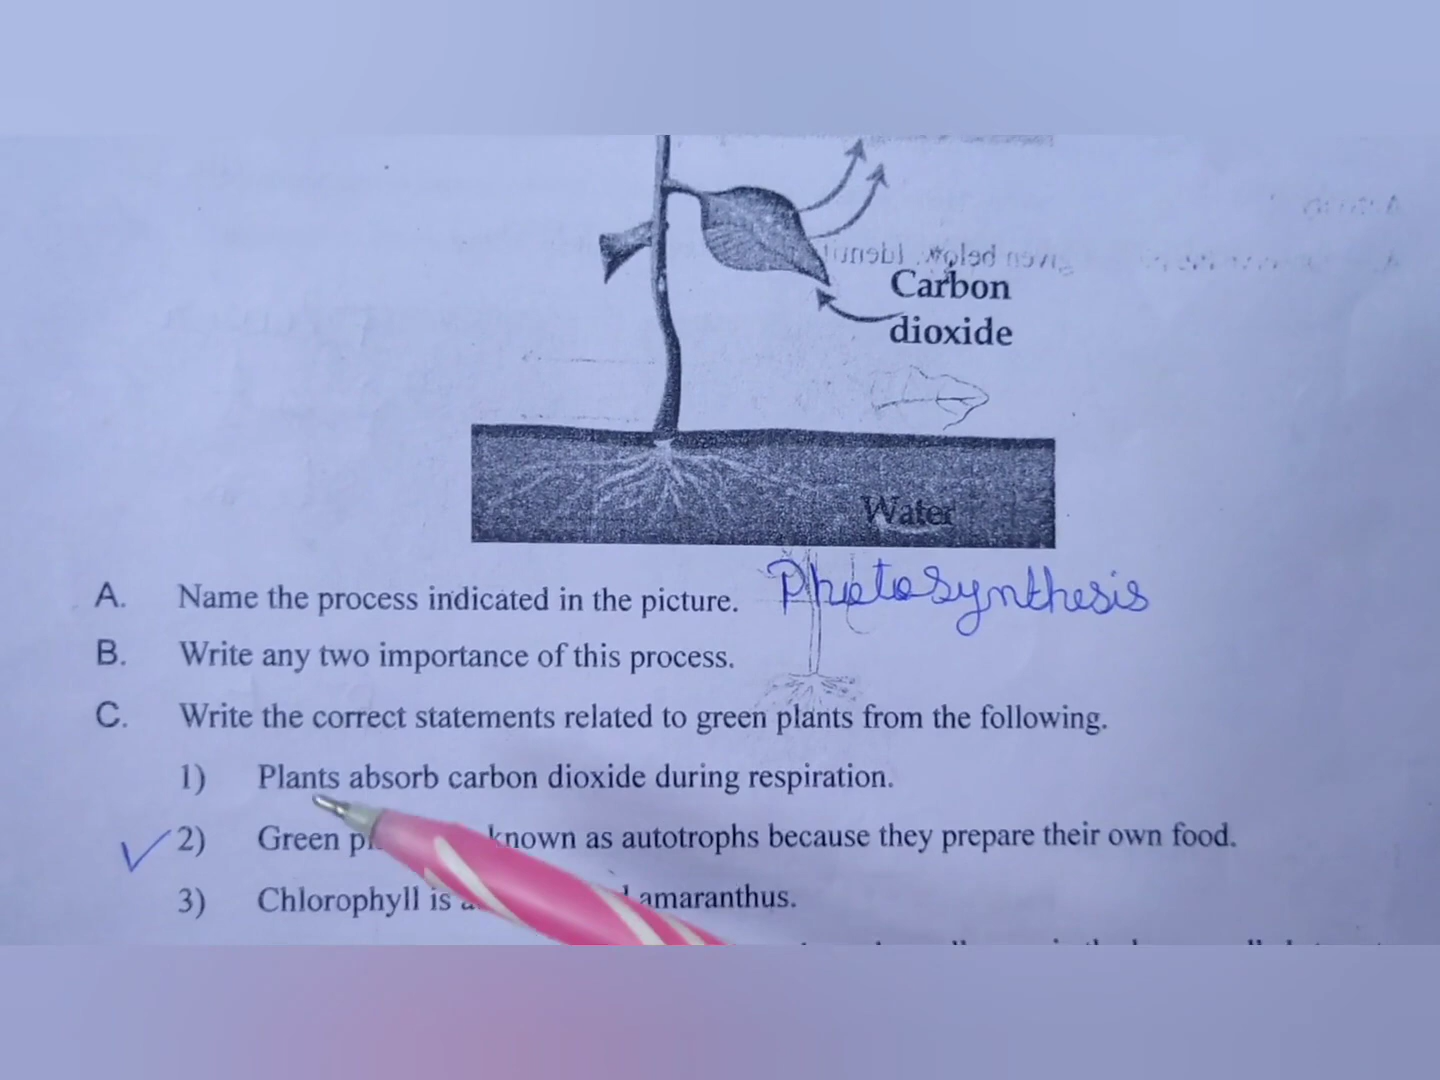 Carbon
dioxide
Water
A. Name the process indicated in the picture. Photosynthesis
B. Write any two importance of this process.
C. Write the correct statements related to green plants from the following.
1) Plants absorb carbon dioxide during respiration.
✓ 2) Green known as autotrophs because they prepare their own food.
3) Chlorophyll is amaranthus.